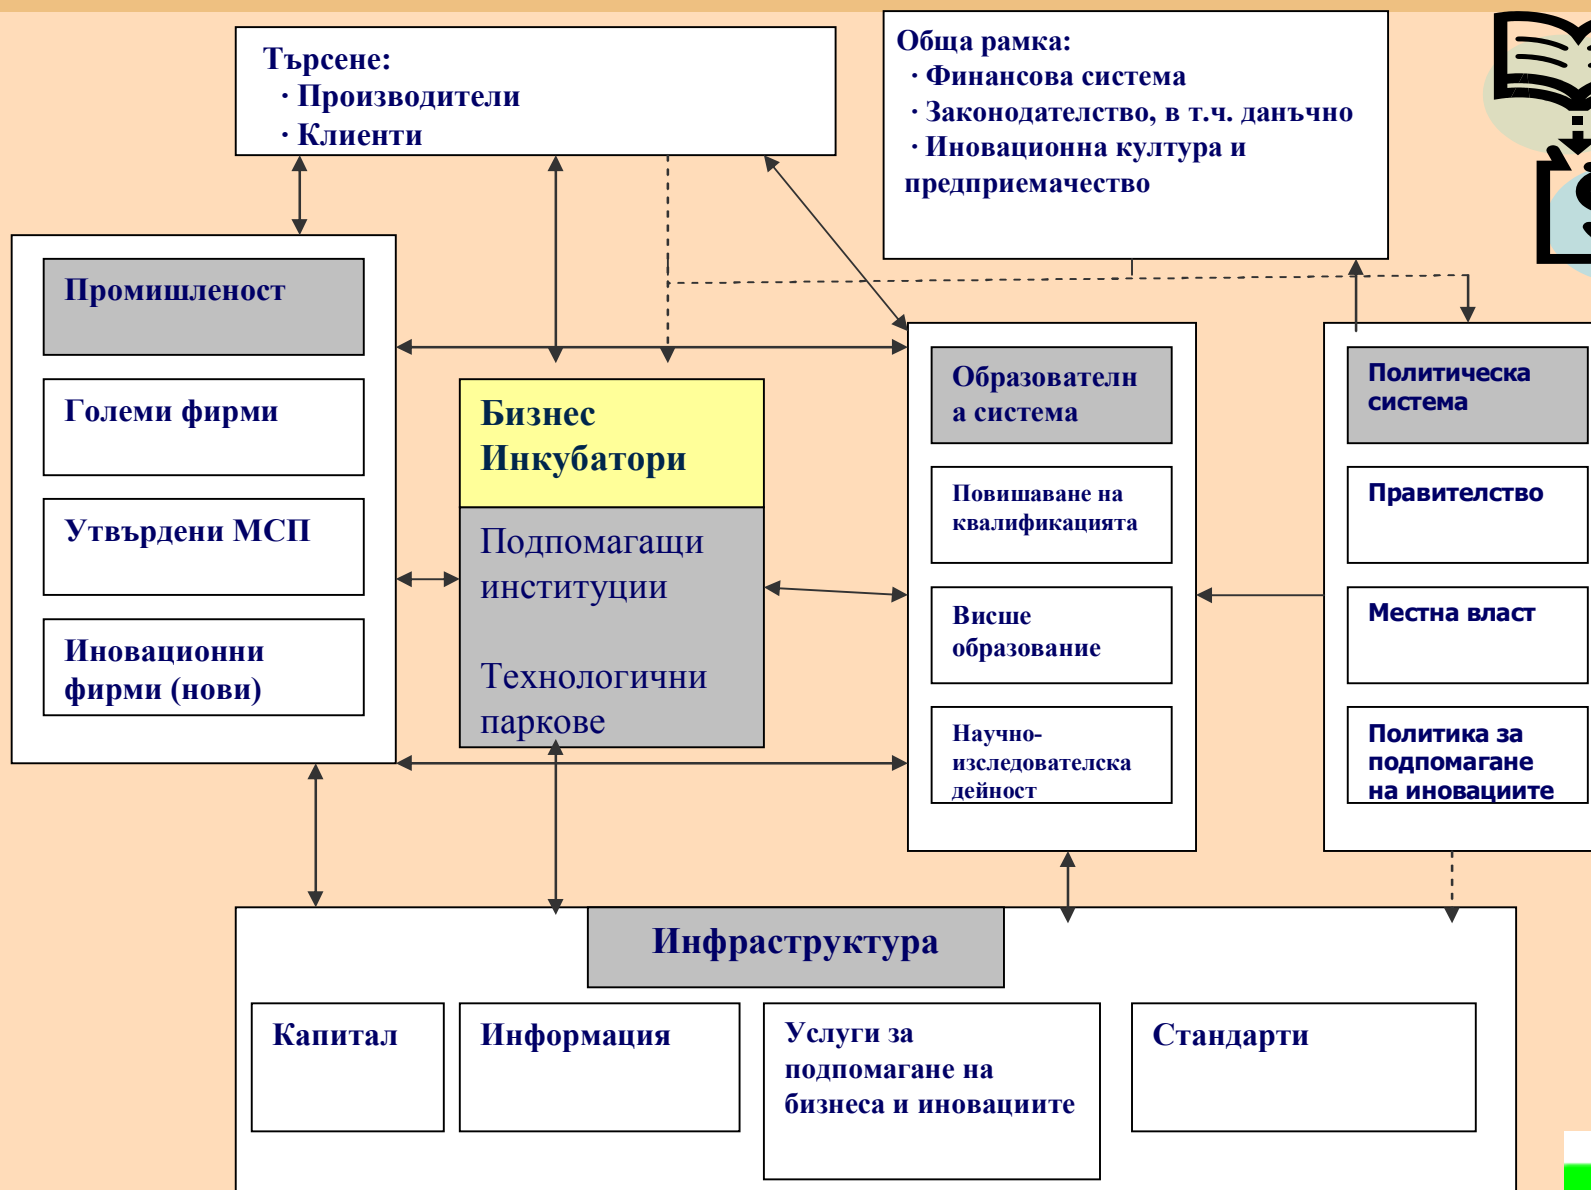 Търсене:
· Производители
· Клиенти
Обща рамка:
· Финансова система
· Законодателство, в т.ч. данъчно
· Иновационна култура и
предприемачество
Промишленост
Големи фирми
Утвърдени МСП
Иновационни
фирми (нови)
Бизнес
Инкубатори
Подпомагащи
институции
Технологични
паркове
Образователн
а система
Повишаване на
квалификацията
Висше
образование
Научно-
изследователска
дейност
Политическа
система
Правителство
Местна власт
Политика за
подпомагане
на иновациите
Инфраструктура
Капитал
Информация
Услуги за
подпомагане на
бизнеса и иновациите
Стандарти